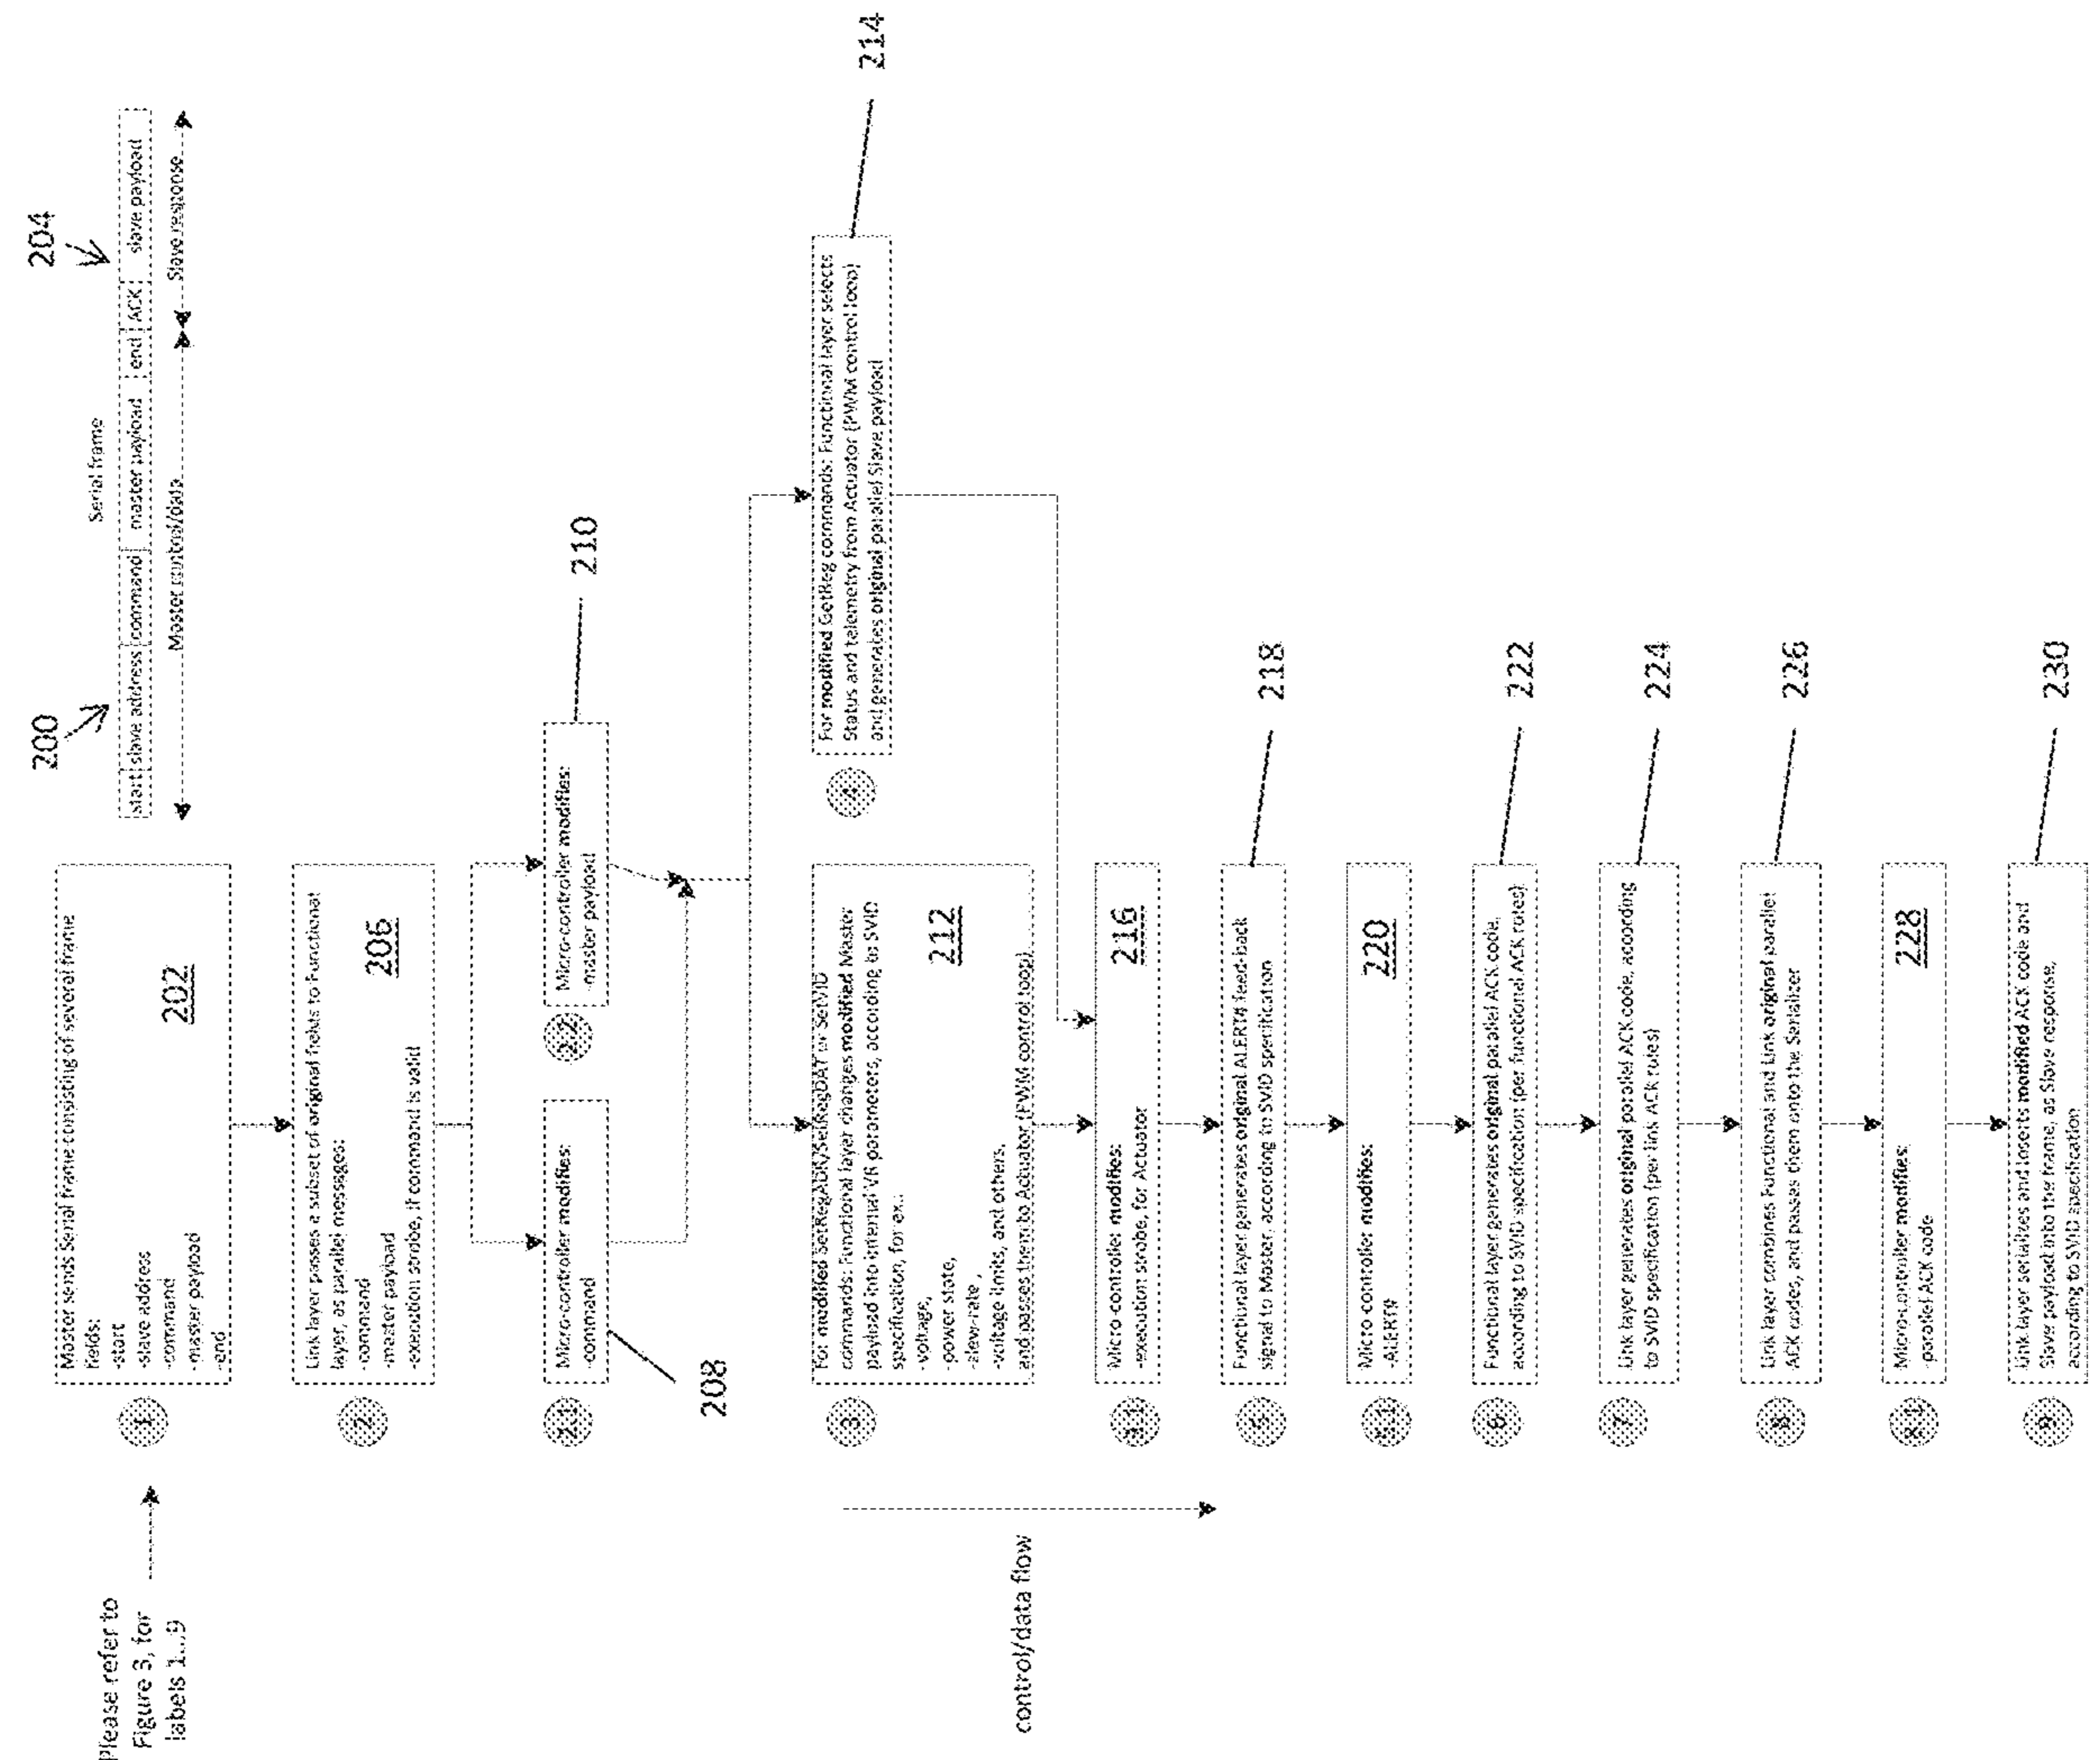 Please refer to
Figure 3, for
labels 1...9
200
204
Serial frame
start slave address command master payload end ACK slave payload
Master control/data
Slave response
1
Master sends Serial frame consisting of several frame
fields:
-start
-slave address
-command
-master payload
-end
202
2
Link layer passes a subset of original fields to Functional
layer, as parallel messages:
-command
-master payload
-execution strobe, if command is valid
206
2.1
Micro-controller modifies:
-command
208
2.2
Micro-controller modifies:
-master payload
210
3
For modified SetRegADR/SetRegDAT or SetVID
commands: Functional layer changes modified Master
payload into internal VR parameters, according to SVID
specification, for ex.:
-voltage,
-power state,
-slew-rate,
-voltage limits, and others.
and passes them to Actuator (PWM control loop)
212
4
For modified GetReg commands: Functional layer selects
Status and telemetry from Actuator (PWM control loop)
and generates original parallel Slave payload
214
control/data flow
Micro-controller modifies:
-execution strobe, for Actuator
216
5
Functional layer generates original ALERT# feed-back
signal to Master, according to SVID specification
218
5.1
Micro-controller modifies:
-ALERT#
220
6
Functional layer generates original parallel ACK code,
according to SVID specification (per functional ACK rules)
222
7
Link layer generates original parallel ACK code, according
to SVID specification (per link ACK rules)
224
8
Link layer combines Functional and Link original parallel
ACK codes, and passes them onto the Serializer
226
8.1
Micro-controller modifies:
-parallel ACK code
228
9
Link layer serializes and inserts modified ACK code and
Slave payload into the frame, as Slave response,
according to SVID specification
230